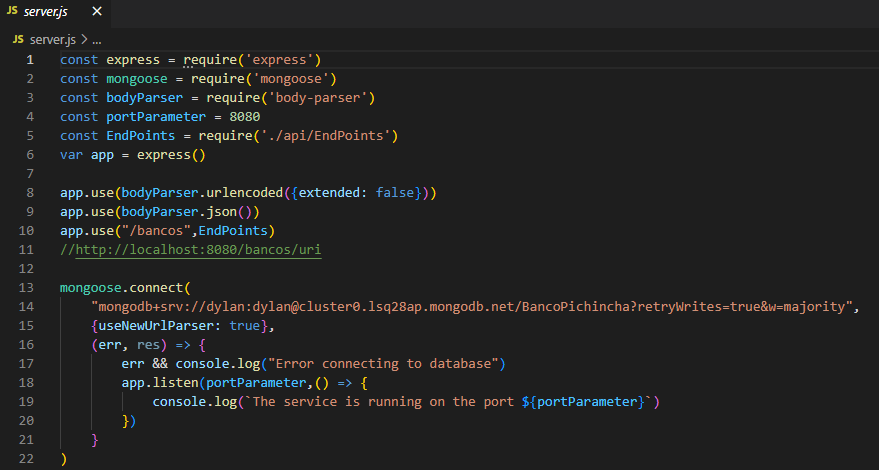 JS server.js ✕
JS server.js > ...
1 const express = require('express')
2 const mongoose = require('mongoose')
3 const bodyParser = require('body-parser')
4 const portParameter = 8080
5 const EndPoints = require('./api/EndPoints')
6 var app = express()
7
8 app.use(bodyParser.urlencoded({extended: false}))
9 app.use(bodyParser.json())
10 app.use("/bancos",EndPoints)
11 //http://localhost:8080/bancos/uri
12
13 mongoose.connect(
14     "mongodb+srv://dylan:dylan@cluster0.lsq28ap.mongodb.net/BancoPichincha?retryWrites=true&w=majority",
15     {useNewUrlParser: true},
16     (err, res) => {
17         err && console.log("Error connecting to database")
18         app.listen(portParameter,() => {
19             console.log(`The service is running on the port ${portParameter}`)
20         })
21     }
22 )